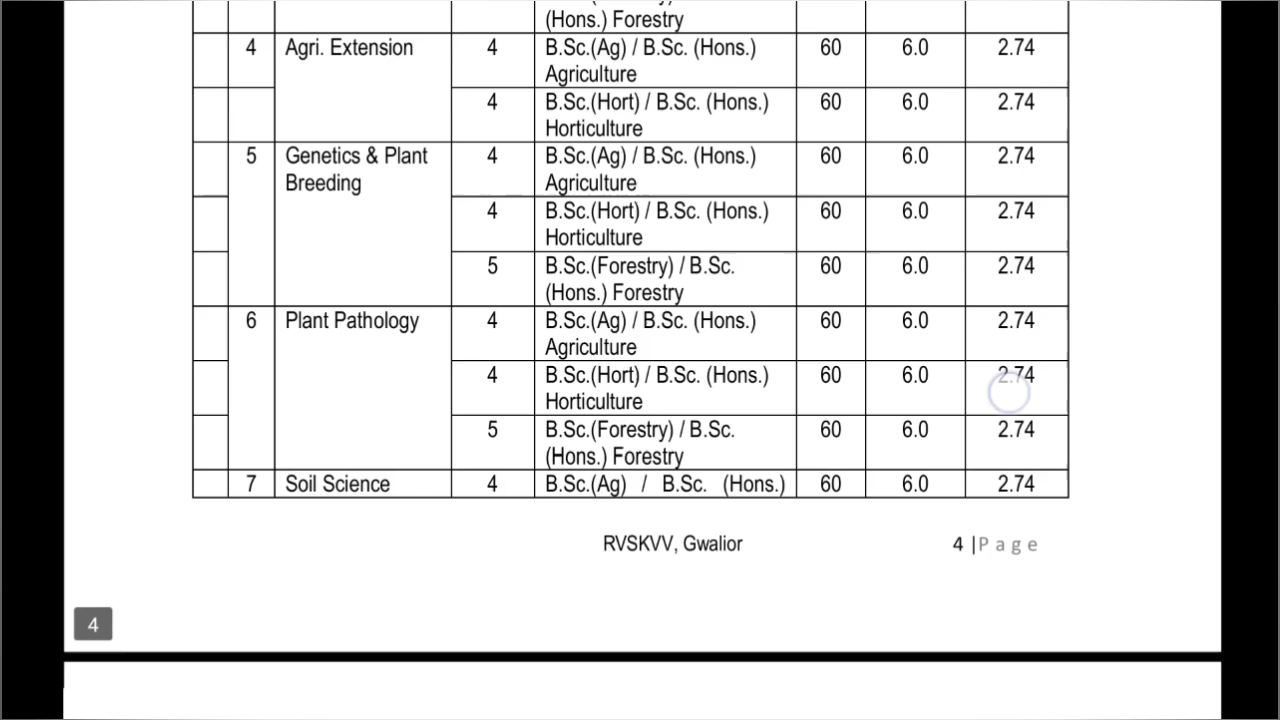 (Hons.) Forestry
4 Agri. Extension 4 B.Sc.(Ag) / B.Sc. (Hons.) 60 6.0 2.74
Agriculture
4 B.Sc.(Hort) / B.Sc. (Hons.) 60 6.0 2.74
Horticulture
5 Genetics & Plant 4 B.Sc.(Ag) / B.Sc. (Hons.) 60 6.0 2.74
Breeding Agriculture
4 B.Sc.(Hort) / B.Sc. (Hons.) 60 6.0 2.74
Horticulture
5 B.Sc.(Forestry) / B.Sc. 60 6.0 2.74
(Hons.) Forestry
6 Plant Pathology 4 B.Sc.(Ag) / B.Sc. (Hons.) 60 6.0 2.74
Agriculture
4 B.Sc.(Hort) / B.Sc. (Hons.) 60 6.0 2.74
Horticulture
5 B.Sc.(Forestry) / B.Sc. 60 6.0 2.74
(Hons.) Forestry
7 Soil Science 4 B.Sc.(Ag) / B.Sc. (Hons.) 60 6.0 2.74
RVSKVV, Gwalior 4 |Page
4